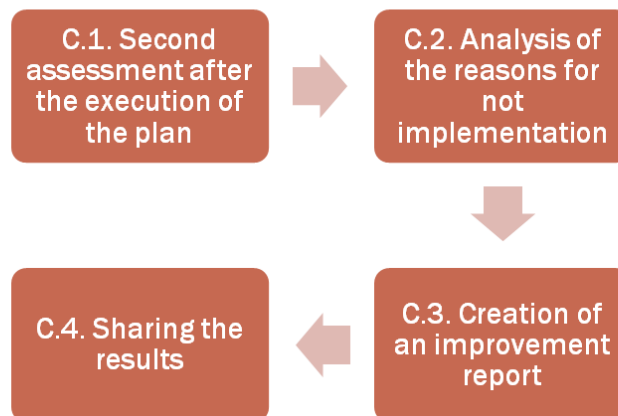 C.1. Second
assessment after
the execution of
the plan
C.2. Analysis of
the reasons for
not
implementation
C.3. Creation of
an improvement
report
C.4. Sharing the
results